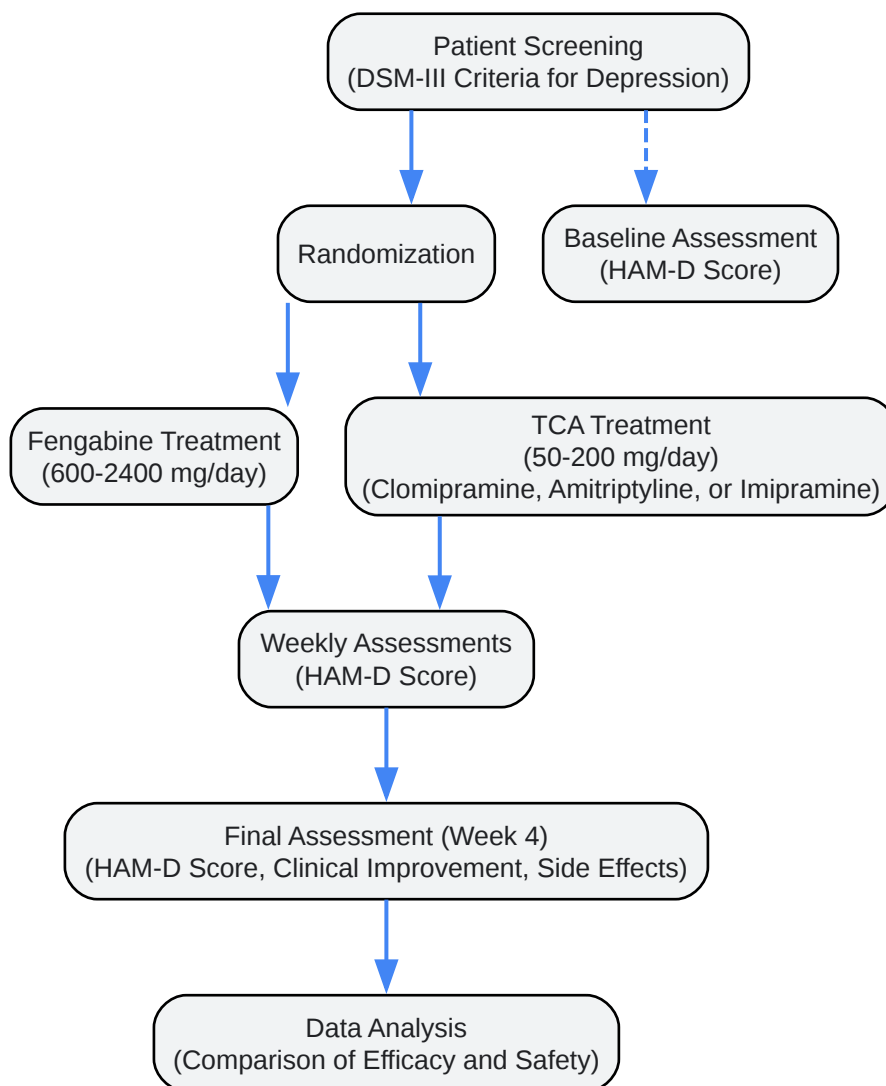 Patient Screening
(DSM-III Criteria for Depression)
Randomization
Baseline Assessment
(HAM-D Score)
Fengabine Treatment
(600-2400 mg/day)
TCA Treatment
(50-200 mg/day)
(Clomipramine, Amitriptyline, or Imipramine)
Weekly Assessments
(HAM-D Score)
Final Assessment (Week 4)
(HAM-D Score, Clinical Improvement, Side Effects)
Data Analysis
(Comparison of Efficacy and Safety)